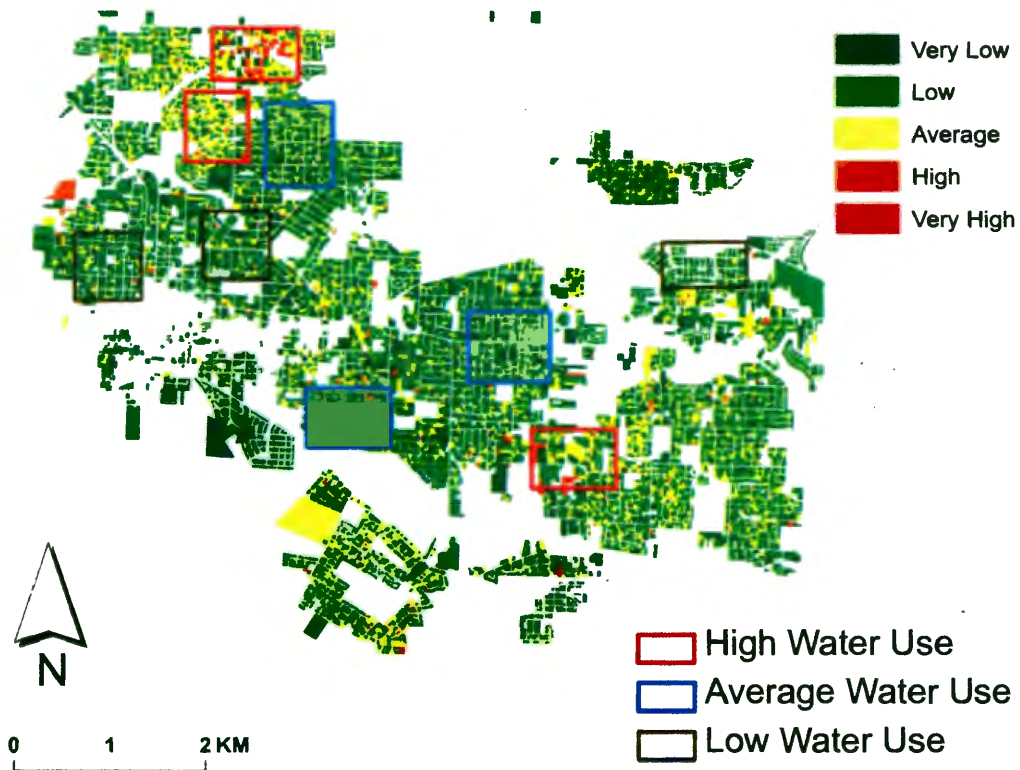 Very Low
Low
Average
High
Very High
N
High Water Use
Average Water Use
Low Water Use
0 1 2 KM